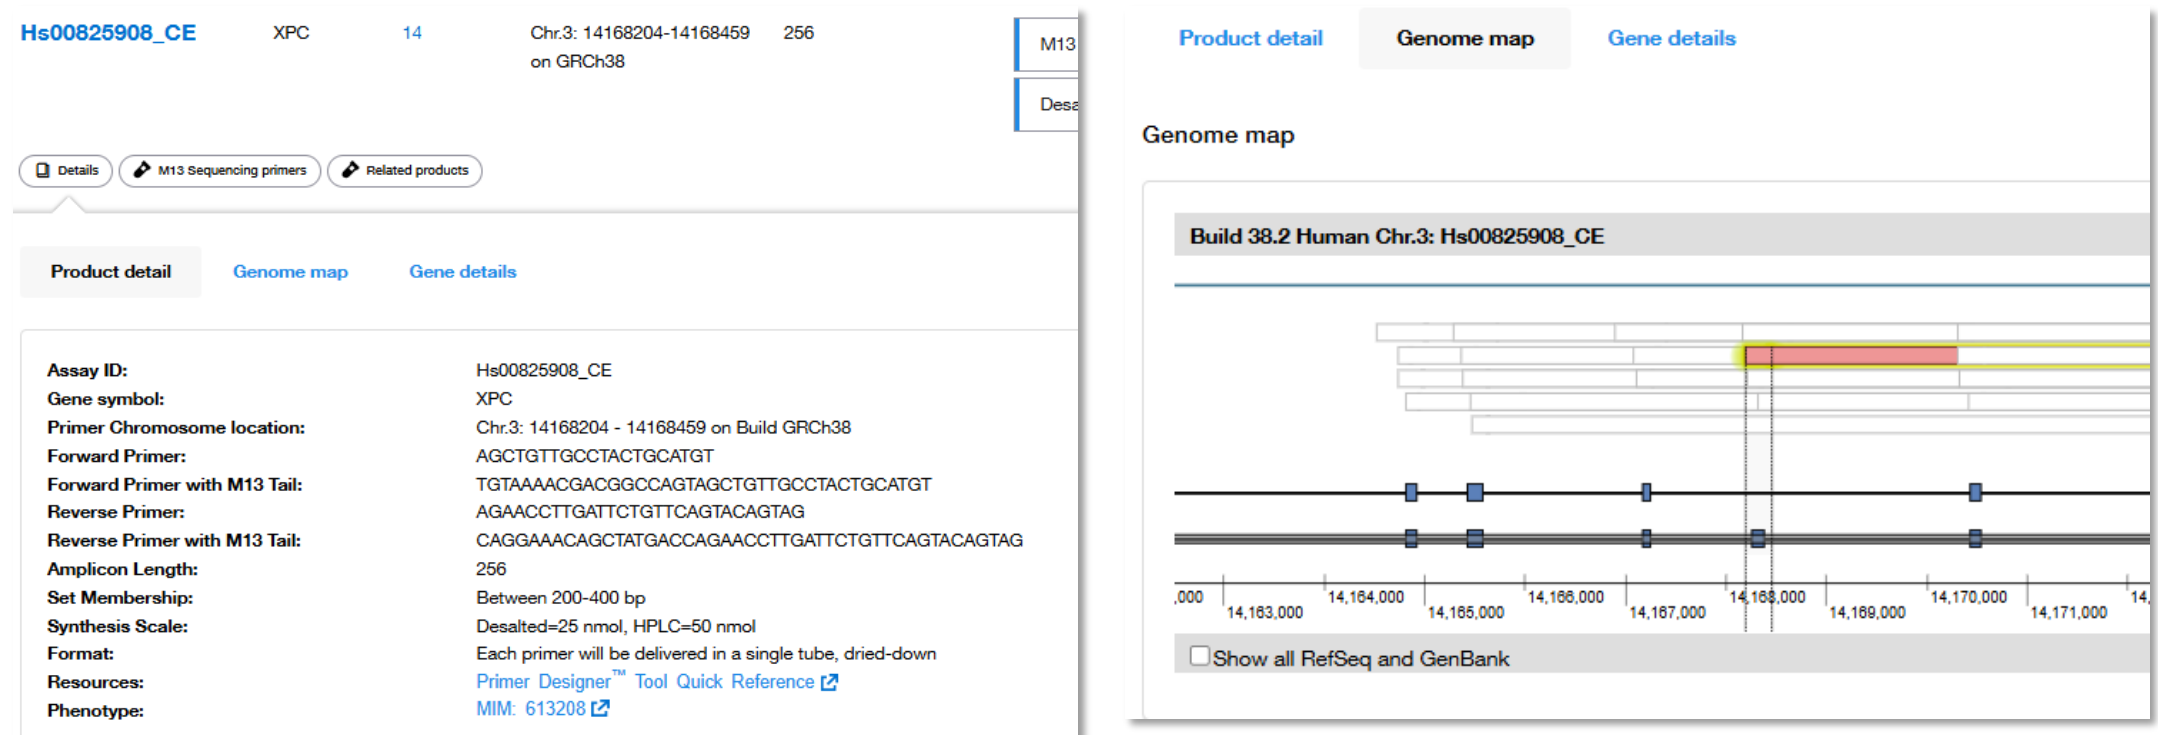 Hs00825908_CE XPC 14 Chr.3: 14168204-14168459 256
on GRCh38
M13
Desa
Details M13 Sequencing primers Related products
Product detail Genome map Gene details
Assay ID: Hs00825908_CE
Gene symbol: XPC
Primer Chromosome location: Chr.3: 14168204 - 14168459 on Build GRCh38
Forward Primer: AGCTGTTGCCTACTGCATGT
Forward Primer with M13 Tail: TGTAAAACGACGGCCAGTAGCTGTTGCCTACTGCATGT
Reverse Primer: AGAACCTTGATTCTGTTCAGTACAGTAG
Reverse Primer with M13 Tail: CAGGAAACAGCTATGACCAGAACCTTGATTCTGTTCAGTACAGTAG
Amplicon Length: 256
Set Membership: Between 200-400 bp
Synthesis Scale: Desalted=25 nmol, HPLC=50 nmol
Format: Each primer will be delivered in a single tube, dried-down
Resources: Primer Designer™ Tool Quick Reference
Phenotype: MIM: 613208
Product detail Genome map Gene details
Genome map
Build 38.2 Human Chr.3: Hs00825908_CE
,000 14,164,000 14,166,000 14,168,000 14,170,000 14,
14,163,000 14,165,000 14,167,000 14,169,000 14,171,000
Show all RefSeq and GenBank